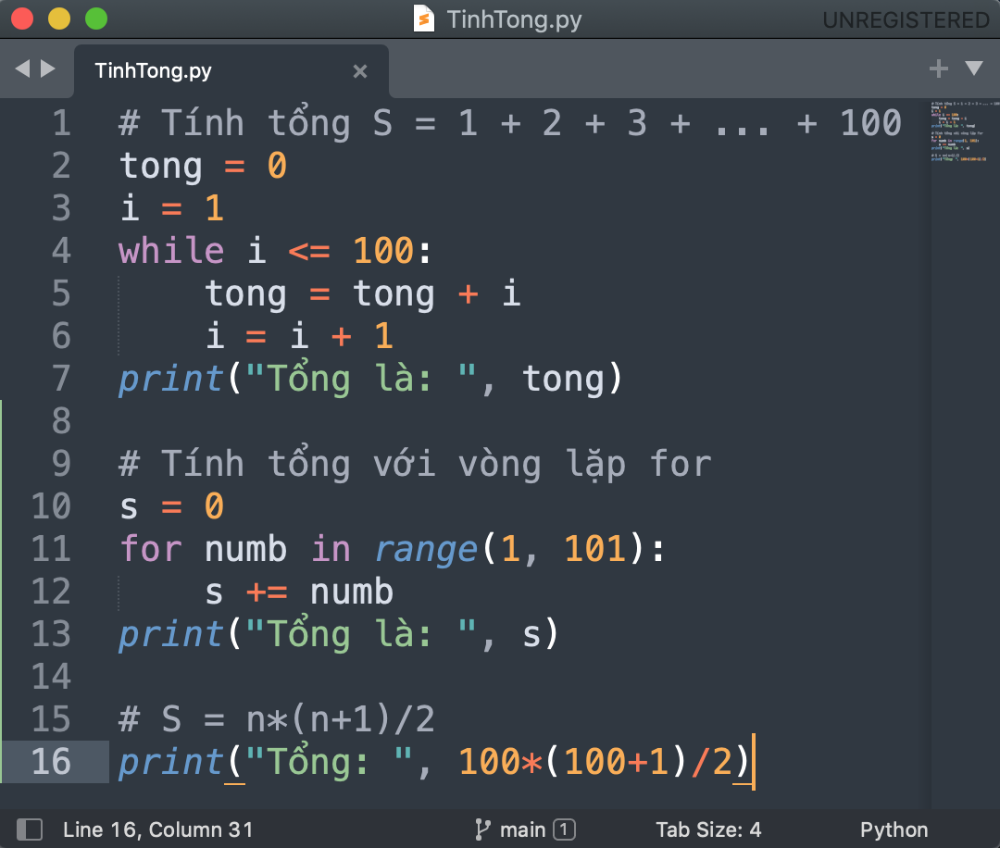 TinhTong.py
UNREGISTERED
TinhTong.py ×
1 # Tính tổng S = 1 + 2 + 3 + ... + 100
2 tong = 0
3 i = 1
4 while i <= 100:
5     tong = tong + i
6     i = i + 1
7 print("Tổng là: ", tong)
8
9 # Tính tổng với vòng lặp for
10 s = 0
11 for numb in range(1, 101):
12     s += numb
13 print("Tổng là: ", s)
14
15 # S = n*(n+1)/2
16 print("Tổng: ", 100*(100+1)/2)
Line 16, Column 31
main 1
Tab Size: 4
Python